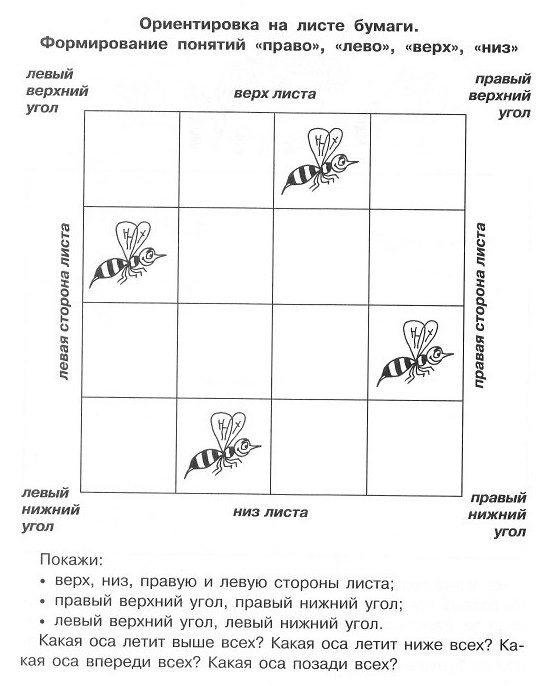 Ориентировка на листе бумаги.
Формирование понятий «право», «лево», «верх», «низ»
левый
верхний
угол
верх листа
правый
верхний
угол
левая сторона листа
правая сторона листа
левый
нижний
угол
низ листа
правый
нижний
угол
Покажи:
• верх, низ, правую и левую стороны листа;
• правый верхний угол, правый нижний угол;
• левый верхний угол, левый нижний угол.
Какая оса летит выше всех? Какая оса летит ниже всех? Ка-
кая оса впереди всех? Какая оса позади всех?